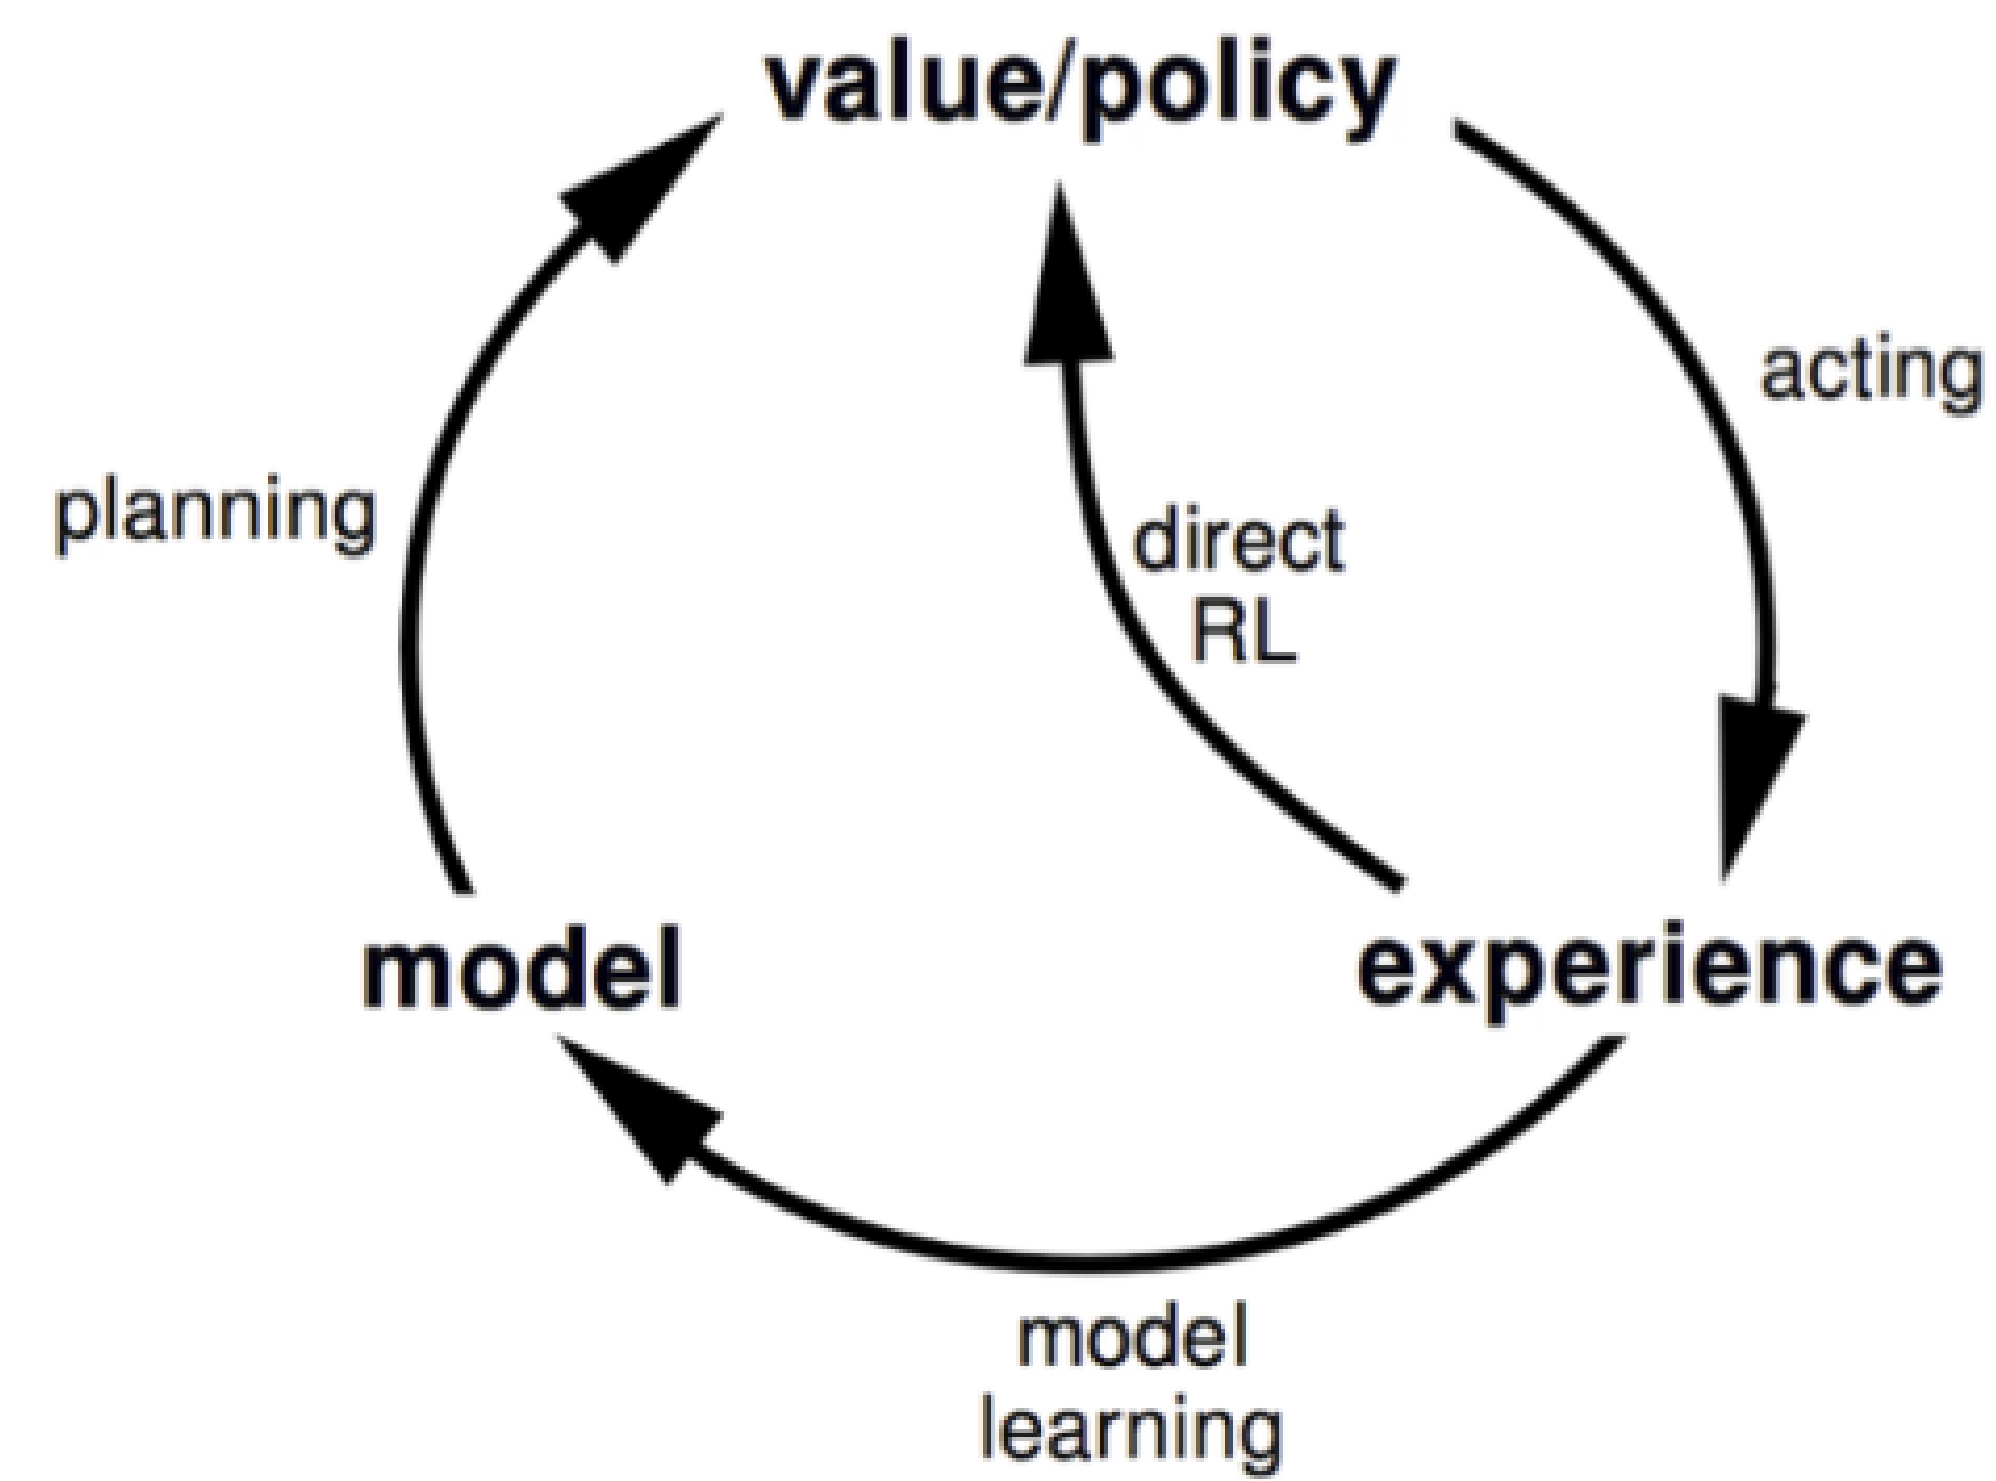 value/policy
acting
planning
direct
RL
model
experience
model
learning